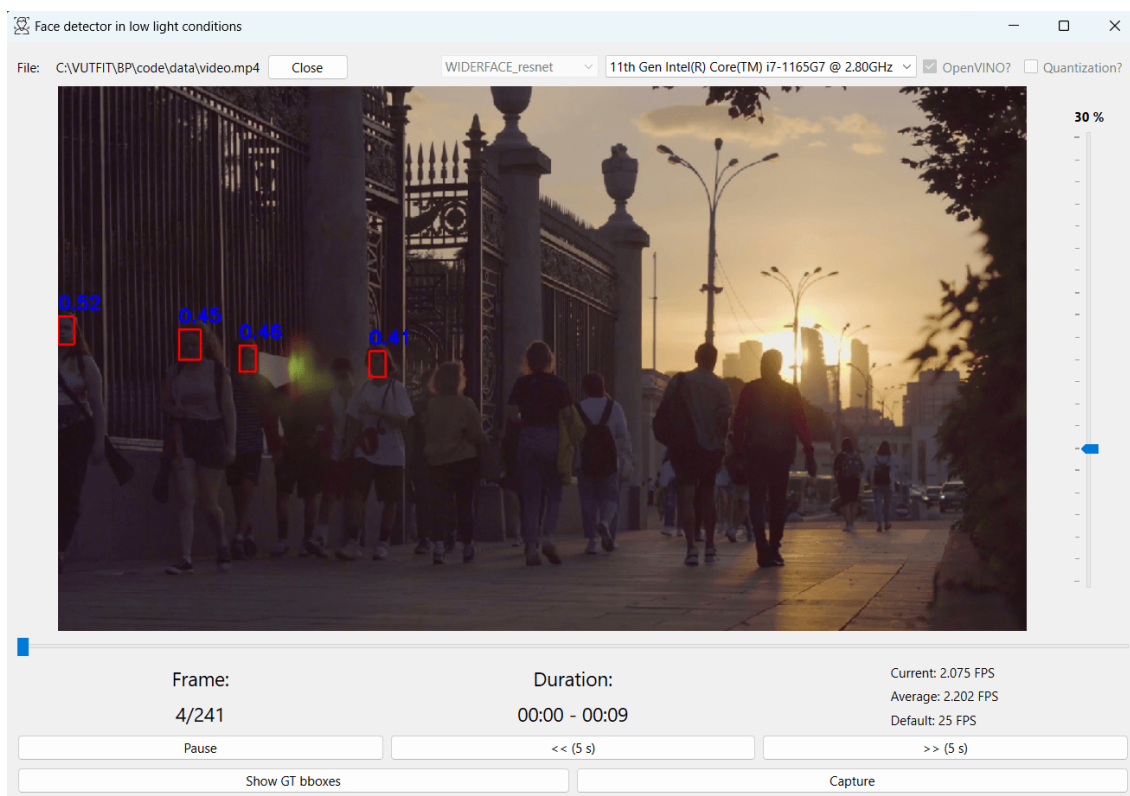 Face detector in low light conditions
File: C:\VUTFIT\BP\code\data\video.mp4 Close WIDERFACE_resnet 11th Gen Intel(R) Core(TM) i7-1165G7 @ 2.80GHz OpenVINO? Quantization?
30 %
0.52
0.45
0.46
0.41
Frame: Duration: Current: 2.075 FPS
Average: 2.202 FPS
4/241 00:00 - 00:09 Default: 25 FPS
Pause << (5 s) >> (5 s)
Show GT bboxes Capture